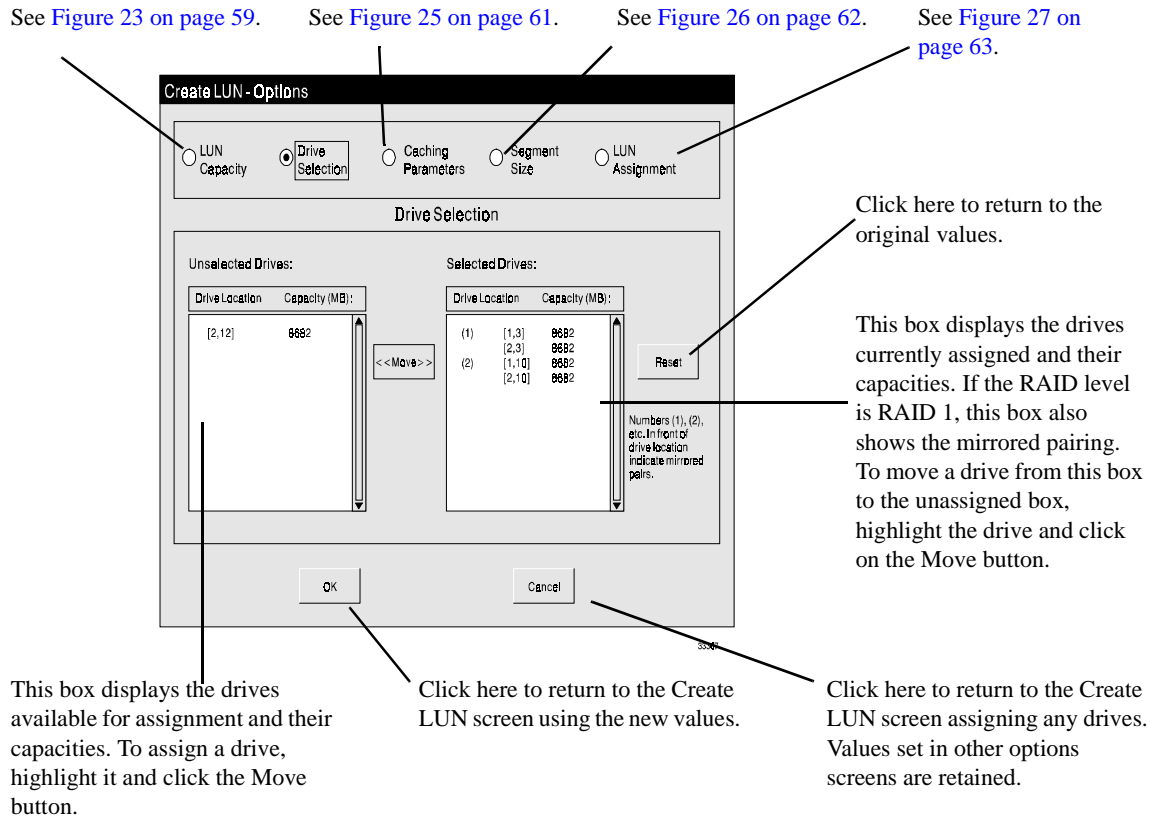 See Figure 23 on page 59.
See Figure 25 on page 61.
See Figure 26 on page 62.
See Figure 27 on
page 63.
Create LUN - Options
LUN
Capacity
Drive
Selection
Caching
Parameters
Segment
Size
LUN
Assignment
Drive Selection
Click here to return to the
original values.
Unselected Drives:
Drive Location Capacity (MB):
[2,12] 8682
<<Move>>
Selected Drives:
Drive Location Capacity (MB):
(1) [1,3] 8682
[2,3] 8682
(2) [1,10] 8682
[2,10] 8682
Reset
Numbers (1), (2),
etc. In front of
drive location
indicate mirrored
pairs.
This box displays the drives
currently assigned and their
capacities. If the RAID level
is RAID 1, this box also
shows the mirrored pairing.
To move a drive from this box
to the unassigned box,
highlight the drive and click
on the Move button.
OK
Cancel
This box displays the drives
available for assignment and their
capacities. To assign a drive,
highlight it and click the Move
button.
Click here to return to the Create
LUN screen using the new values.
Click here to return to the Create
LUN screen assigning any drives.
Values set in other options
screens are retained.